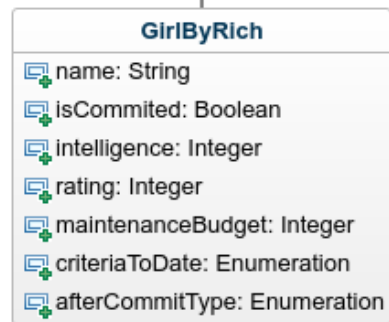 GirlByRich
name: String
isCommited: Boolean
intelligence: Integer
rating: Integer
maintenanceBudget: Integer
criteriaToDate: Enumeration
afterCommitType: Enumeration